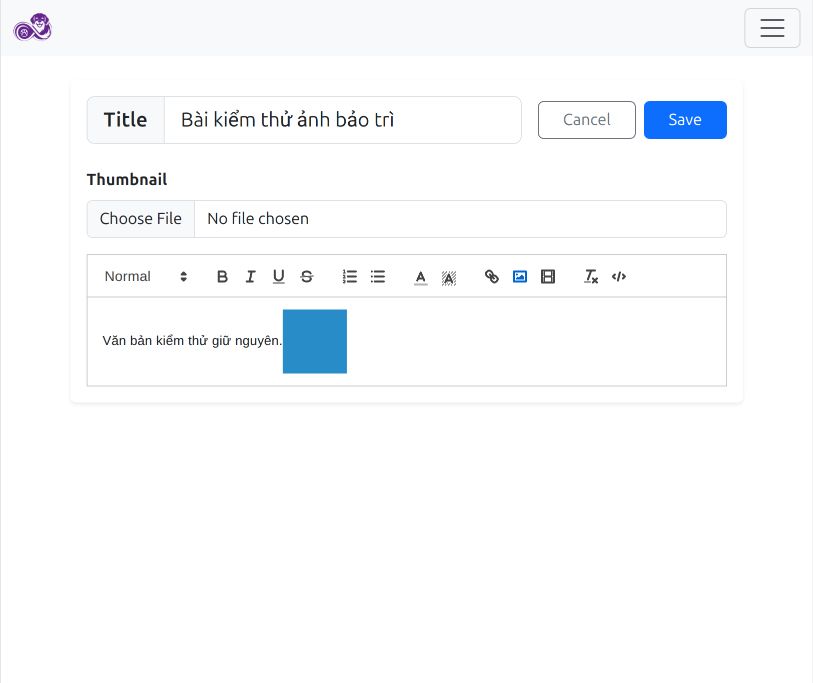 Title Bài kiểm thử ảnh bảo trì Cancel Save
Thumbnail
Choose File No file chosen
Normal
Văn bản kiểm thử giữ nguyên.